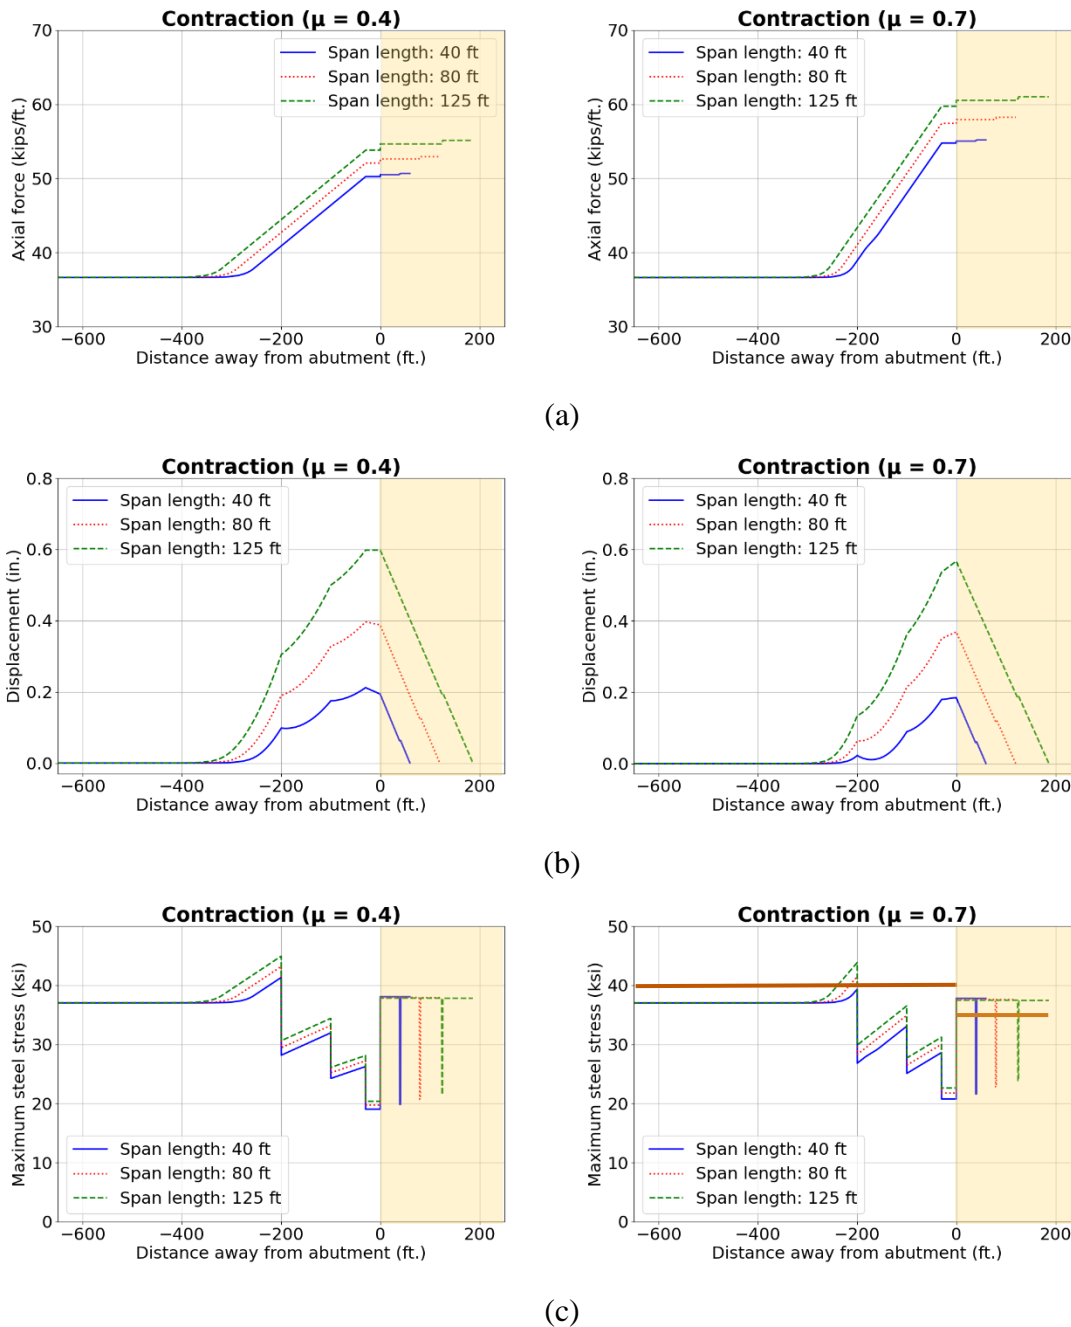 Contraction (μ = 0.4)
70
60
50
40
30
Axial force (kips/ft.)
Span length: 40 ft
Span length: 80 ft
Span length: 125 ft
−600 −400 −200 0 200
Distance away from abutment (ft.)
Contraction (μ = 0.7)
70
60
50
40
30
Axial force (kips/ft.)
Span length: 40 ft
Span length: 80 ft
Span length: 125 ft
−600 −400 −200 0 200
Distance away from abutment (ft.)
(a)
Contraction (μ = 0.4)
0.8
0.6
0.4
0.2
0.0
Displacement (in.)
Span length: 40 ft
Span length: 80 ft
Span length: 125 ft
−600 −400 −200 0 200
Distance away from abutment (ft.)
Contraction (μ = 0.7)
0.8
0.6
0.4
0.2
0.0
Displacement (in.)
Span length: 40 ft
Span length: 80 ft
Span length: 125 ft
−600 −400 −200 0 200
Distance away from abutment (ft.)
(b)
Contraction (μ = 0.4)
50
40
30
20
10
0
Maximum steel stress (ksi)
Span length: 40 ft
Span length: 80 ft
Span length: 125 ft
−600 −400 −200 0 200
Distance away from abutment (ft.)
Contraction (μ = 0.7)
50
40
30
20
10
0
Maximum steel stress (ksi)
Span length: 40 ft
Span length: 80 ft
Span length: 125 ft
−600 −400 −200 0 200
Distance away from abutment (ft.)
(c)